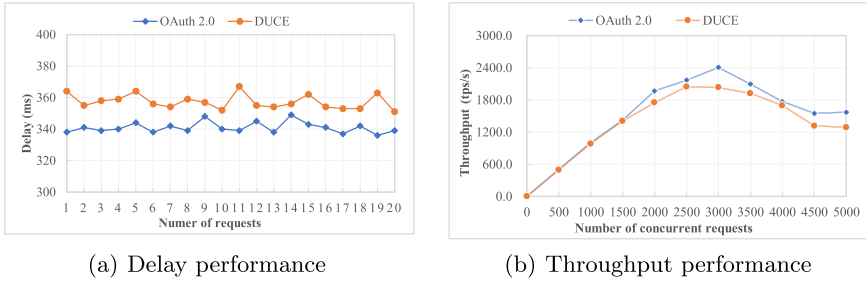 OAuth 2.0 DUCE
400
380
360
340
320
300
Delay (ms)
1 2 3 4 5 6 7 8 9 10 11 12 13 14 15 16 17 18 19 20
Numer of requests
(a) Delay performance
OAuth 2.0 DUCE
3000.0
2400.0
1800.0
1200.0
600.0
0.0
Throughput (tps/s)
0 500 1000 1500 2000 2500 3000 3500 4000 4500 5000
Number of concurrent requests
(b) Throughput performance